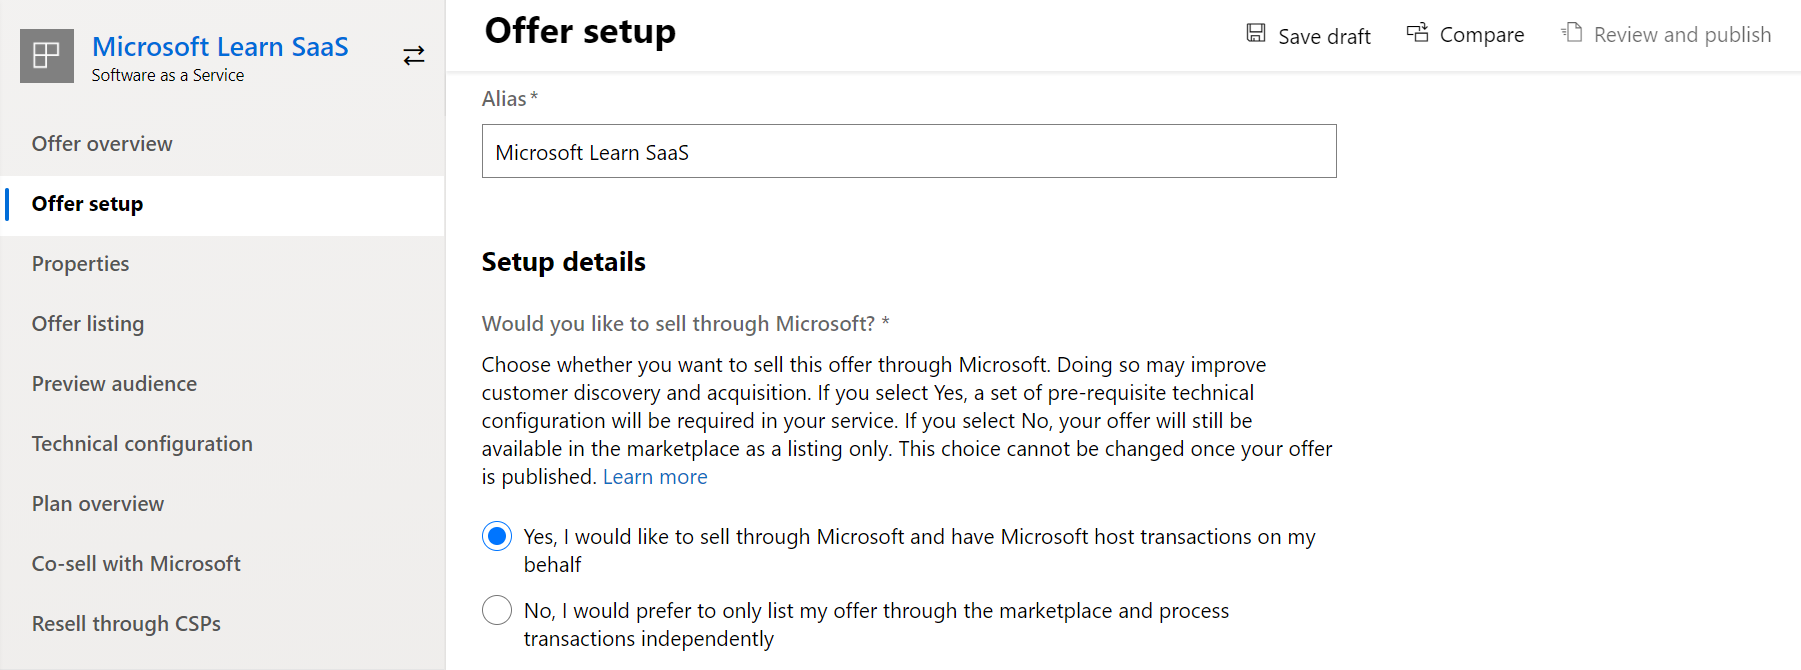 Microsoft Learn SaaS
Software as a Service
Offer overview
Offer setup
Properties
Offer listing
Preview audience
Technical configuration
Plan overview
Co-sell with Microsoft
Resell through CSPs
Offer setup
Save draft
Compare
Review and publish
Alias *
Microsoft Learn SaaS
Setup details
Would you like to sell through Microsoft? *
Choose whether you want to sell this offer through Microsoft. Doing so may improve
customer discovery and acquisition. If you select Yes, a set of pre-requisite technical
configuration will be required in your service. If you select No, your offer will still be
available in the marketplace as a listing only. This choice cannot be changed once your offer
is published. Learn more
Yes, I would like to sell through Microsoft and have Microsoft host transactions on my
behalf
No, I would prefer to only list my offer through the marketplace and process
transactions independently